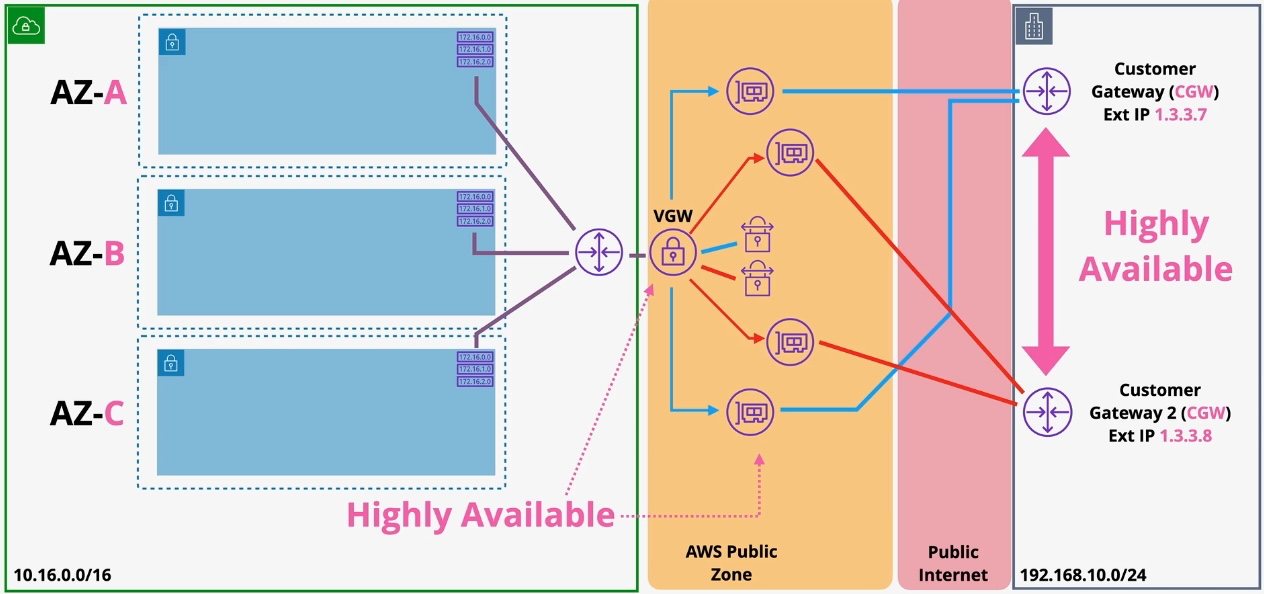 AZ-A
172.16.0.0
172.16.1.0
172.16.2.0
AZ-B
172.16.0.0
172.16.1.0
172.16.2.0
AZ-C
172.16.0.0
172.16.1.0
172.16.2.0
10.16.0.0/16
Highly Available
VGW
AWS Public
Zone
Public
Internet
Customer
Gateway (CGW)
Ext IP 1.3.3.7
Highly
Available
Customer
Gateway 2 (CGW)
Ext IP 1.3.3.8
192.168.10.0/24